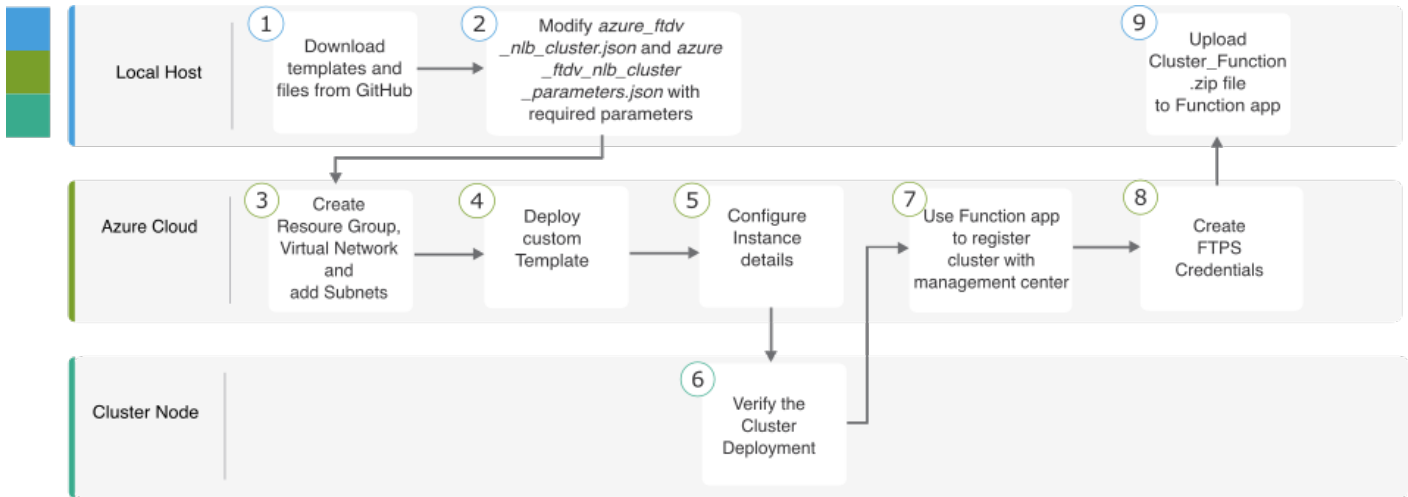 Local Host
1
Download
templates and
files from GitHub
2
Modify azure_ftdv
_nlb_cluster.json and azure
_ftdv_nlb_cluster
_parameters.json with
required parameters
9
Upload
Cluster_Function
.zip file
to Function app
Azure Cloud
3
Create
Resoure Group,
Virtual Network
and
add Subnets
4
Deploy
custom
Template
5
Configure
Instance
details
7
Use Function app
to register
cluster with
management center
8
Create
FTPS
Credentials
Cluster Node
6
Verify the
Cluster
Deployment